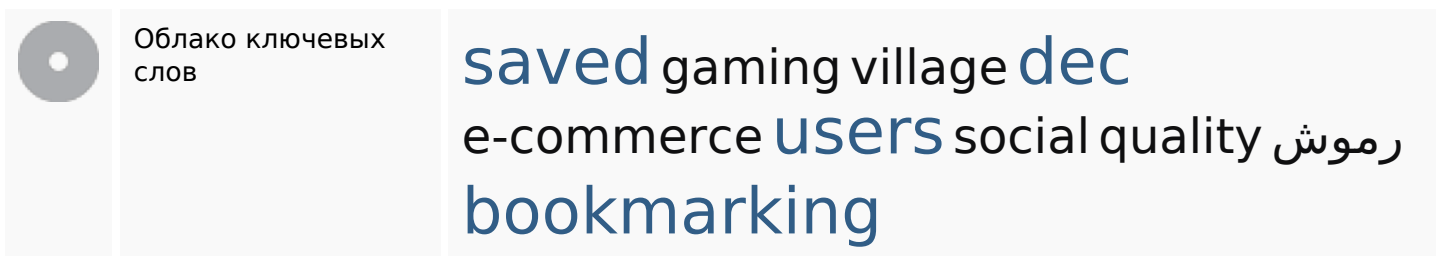 Облако ключевых
слов
saved gaming village dec
e-commerce users social quality رموش
bookmarking